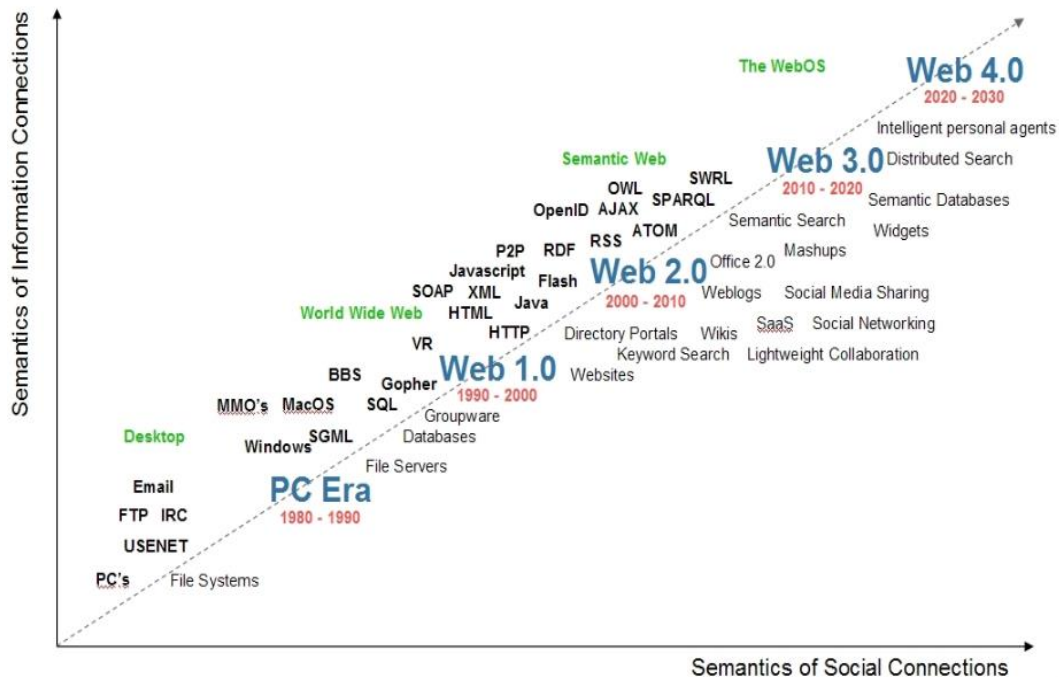 Semantics of Information Connections
The WebOS
Web 4.0
2020 - 2030
Intelligent personal agents
Semantic Web
Web 3.0
Distributed Search
2010 - 2020
SWRL
OWL
SPARQL
Semantic Databases
OpenID
AJAX
Semantic Search
ATOM
Widgets
RSS
P2P
RDF
Mashups
Office 2.0
Javascript
Web 2.0
Flash
SOAP
XML
2000 - 2010
Weblogs
Social Media Sharing
Java
World Wide Web
HTML
HTTP
Directory Portals
Wikis
SaaS
Social Networking
VR
Keyword Search
Lightweight Collaboration
Web 1.0
BBS
Gopher
Websites
1990 - 2000
MMO's
MacOS
SQL
Groupware
Desktop
Windows
SGML
Databases
File Servers
Email
PC Era
FTP
IRC
1980 - 1990
USENET
PC's
File Systems
Semantics of Social Connections